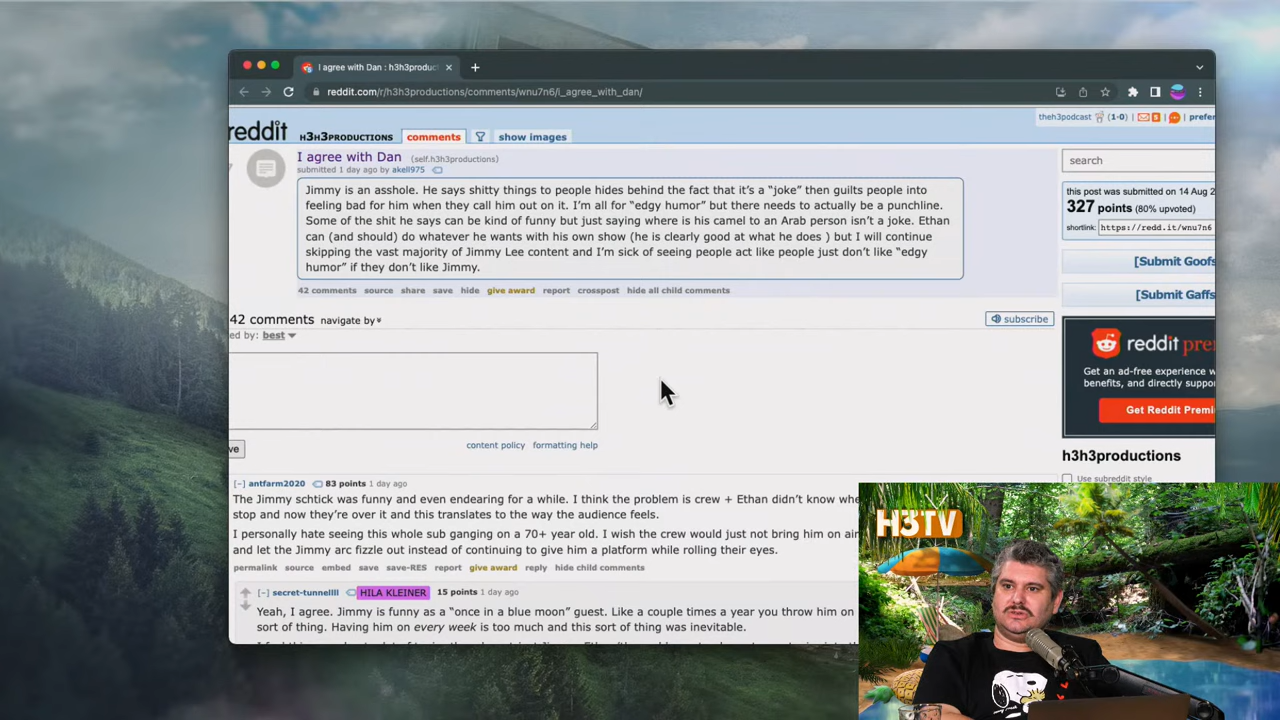 I agree with Dan : h3h3produc
reddit.com/r/h3h3productions/comments/wnu7n6/i_agree_with_dan/
theh3podcast (1·0) | prefer
reddit H3H3PRODUCTIONS comments show images
I agree with Dan (self.h3h3productions)
submitted 1 day ago by akell975
search
Jimmy is an asshole. He says shitty things to people hides behind the fact that it's a "joke" then guilts people into
feeling bad for him when they call him out on it. I'm all for "edgy humor" but there needs to actually be a punchline.
Some of the shit he says can be kind of funny but just saying where is his camel to an Arab person isn't a joke. Ethan
can (and should) do whatever he wants with his own show (he is clearly good at what he does ) but I will continue
skipping the vast majority of Jimmy Lee content and I'm sick of seeing people act like people just don't like "edgy
humor" if they don't like Jimmy.
this post was submitted on 14 Aug 2
327 points (80% upvoted)
shortlink: https://redd.it/wnu7n6
[Submit Goofs
[Submit Gaffs
42 comments source share save hide give award report crosspost hide all child comments
42 comments navigate by
ed by: best
subscribe
reddit pre
Get an ad-free experience w
benefits, and directly suppo
Get Reddit Premi
ve
content policy formatting help
h3h3productions
Use subreddit style
[–] antfarm2020 83 points 1 day ago
The Jimmy schtick was funny and even endearing for a while. I think the problem is crew + Ethan didn't know whe
stop and now they're over it and this translates to the way the audience feels.
I personally hate seeing this whole sub ganging on a 70+ year old. I wish the crew would just not bring him on air
and let the Jimmy arc fizzle out instead of continuing to give him a platform while rolling their eyes.
permalink source embed save save-RES report give award reply hide child comments
[–] secret-tunnellll HILA KLEINER 15 points 1 day ago
Yeah, I agree. Jimmy is funny as a "once in a blue moon" guest. Like a couple times a year you throw him on
sort of thing. Having him on every week is too much and this sort of thing was inevitable.
H3TV